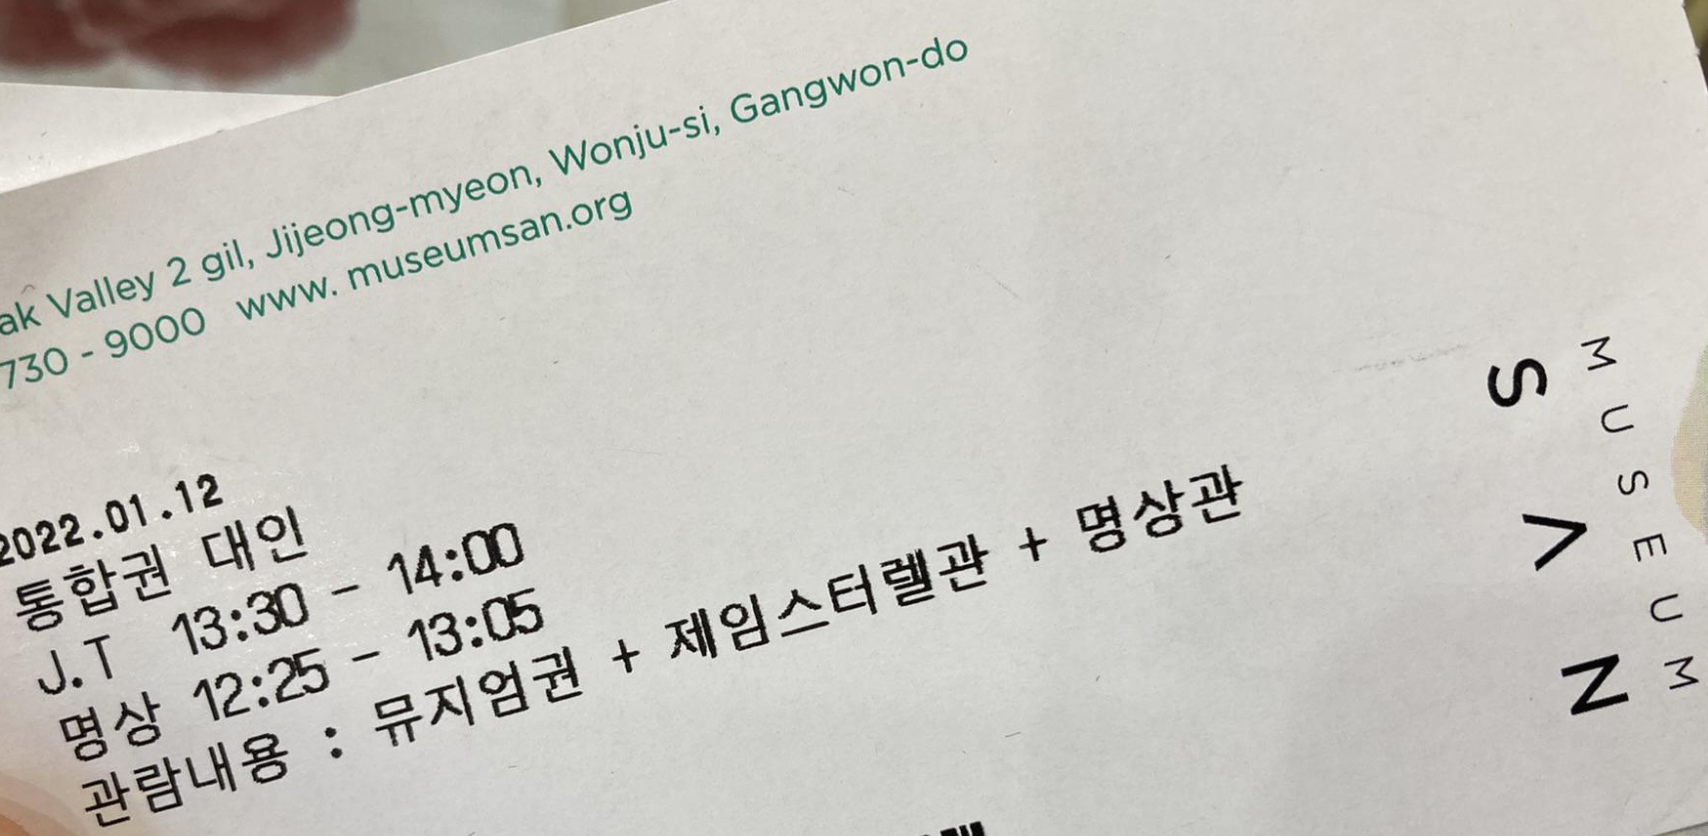 Valley 2 gil, Jijeong-myeon, Wonju-si, Gangwon-do
730 - 9000 www. museumsan.org
2022.01.12
통합권 대인
J.T 13:30 - 14:00
명상 12:25 - 13:05
관람내용 : 뮤지엄권 + 제임스터렐관 + 명상관
MUSEUM
SΛN